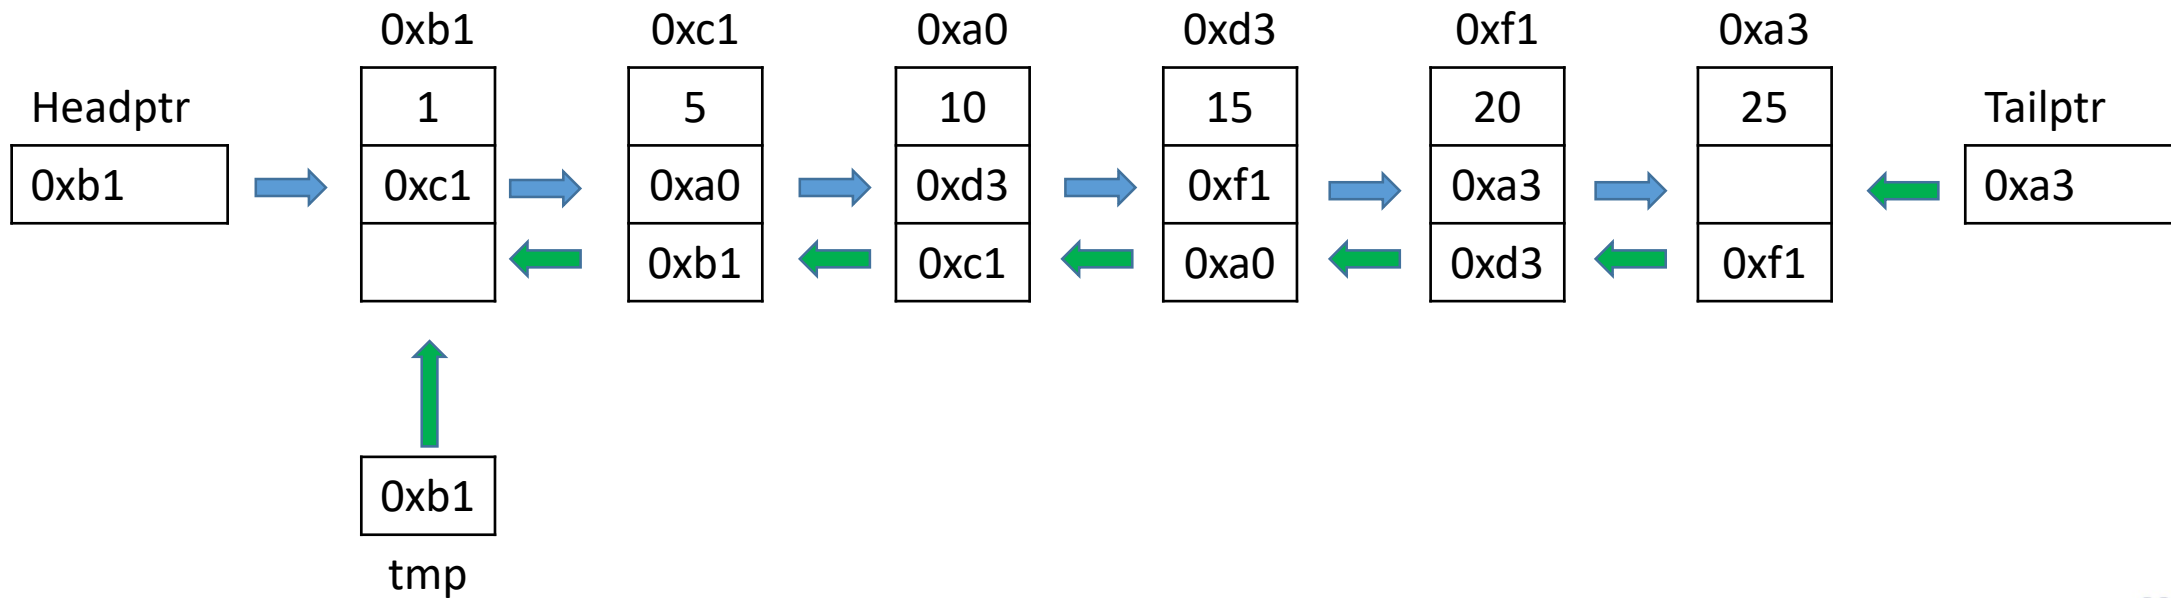 0xb1 0xc1 0xa0 0xd3 0xf1 0xa3
Headptr 1 5 10 15 20 25 Tailptr
0xb1 0xc1 0xa0 0xd3 0xf1 0xa3 0xa3
0xb1 0xc1 0xa0 0xd3 0xf1
0xb1
tmp